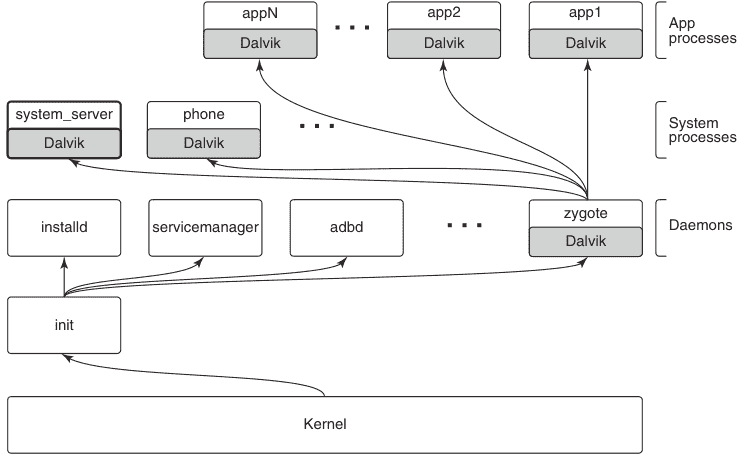 appN
Dalvik
app2
Dalvik
app1
Dalvik
App
processes
system_server
Dalvik
phone
Dalvik
System
processes
installd
servicemanager
adbd
zygote
Dalvik
Daemons
init
Kernel